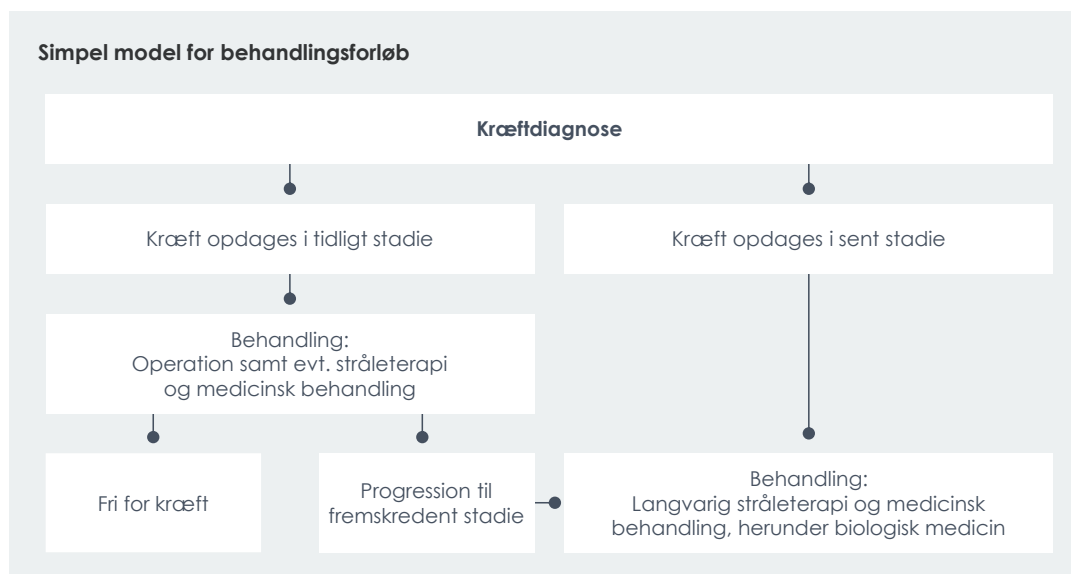 Simpel model for behandlingsforløb
Kræftdiagnose
Kræft opdages i tidligt stadie
Kræft opdages i sent stadie
Behandling:
Operation samt evt. stråleterapi
og medicinsk behandling
Fri for kræft
Progression til
fremskredent stadie
Behandling:
Langvarig stråleterapi og medicinsk
behandling, herunder biologisk medicin